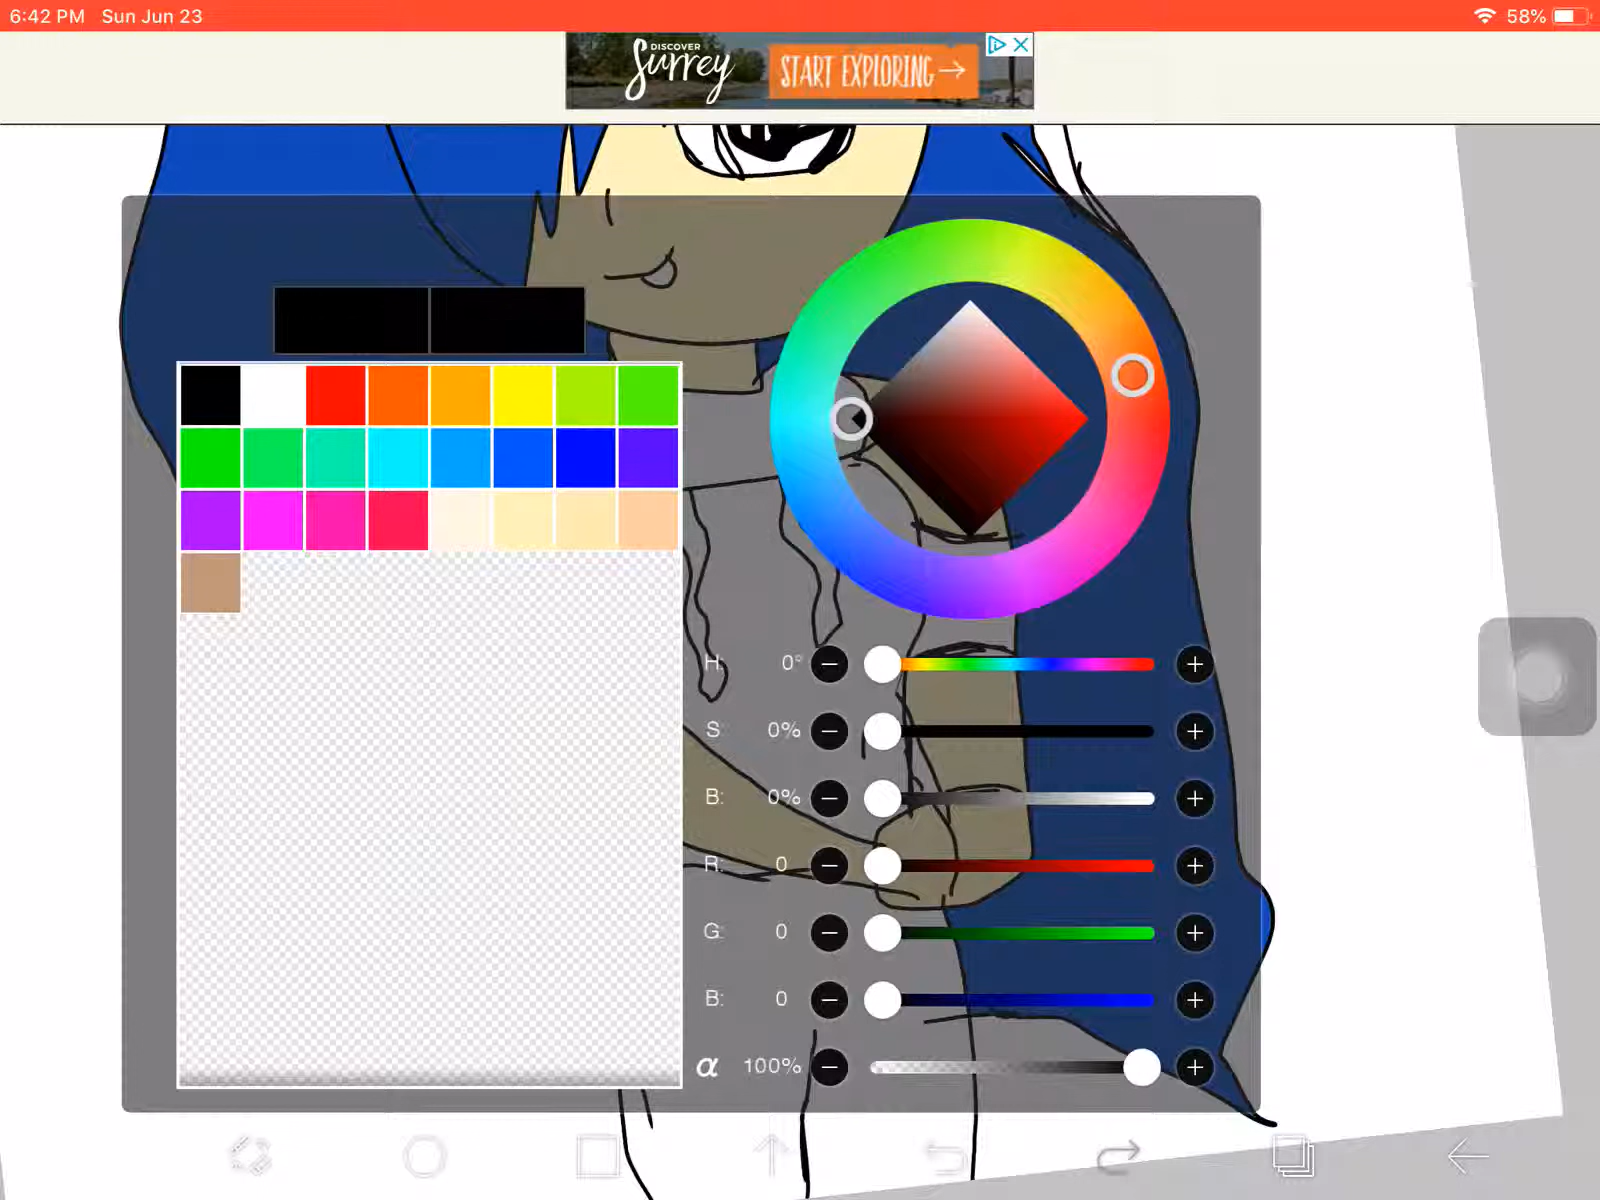 6:42 PM Sun Jun 23
58%
DISCOVER
Surrey
START EXPLORING→
H: 0°
S: 0%
B: 0%
R: 0
G: 0
B: 0
α 100%